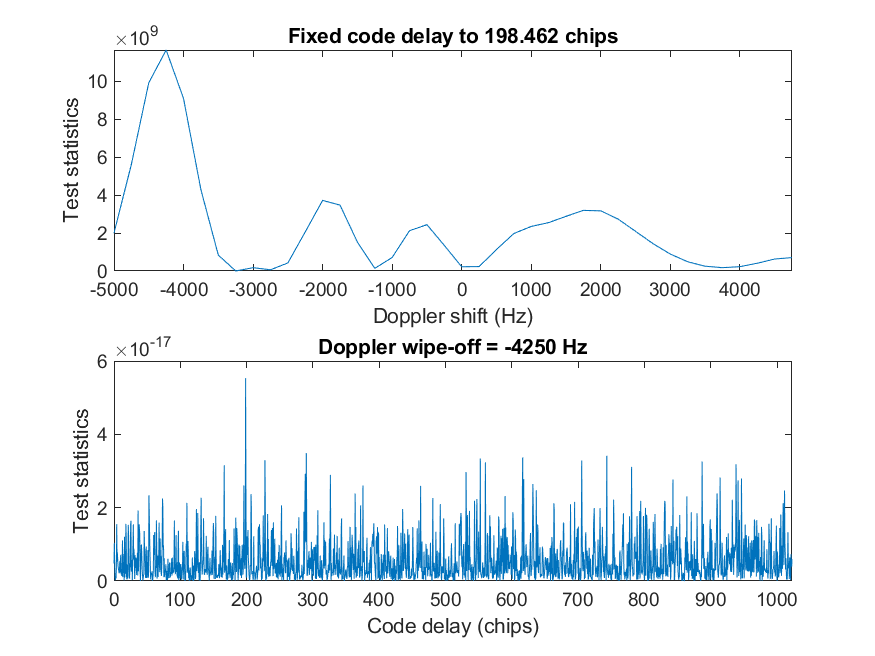 ×10⁹
Fixed code delay to 198.462 chips
Test statistics
10
8
6
4
2
0
-5000 -4000 -3000 -2000 -1000 0 1000 2000 3000 4000
Doppler shift (Hz)
×10⁻¹⁷
Doppler wipe-off = -4250 Hz
Test statistics
6
4
2
0
0 100 200 300 400 500 600 700 800 900 1000
Code delay (chips)